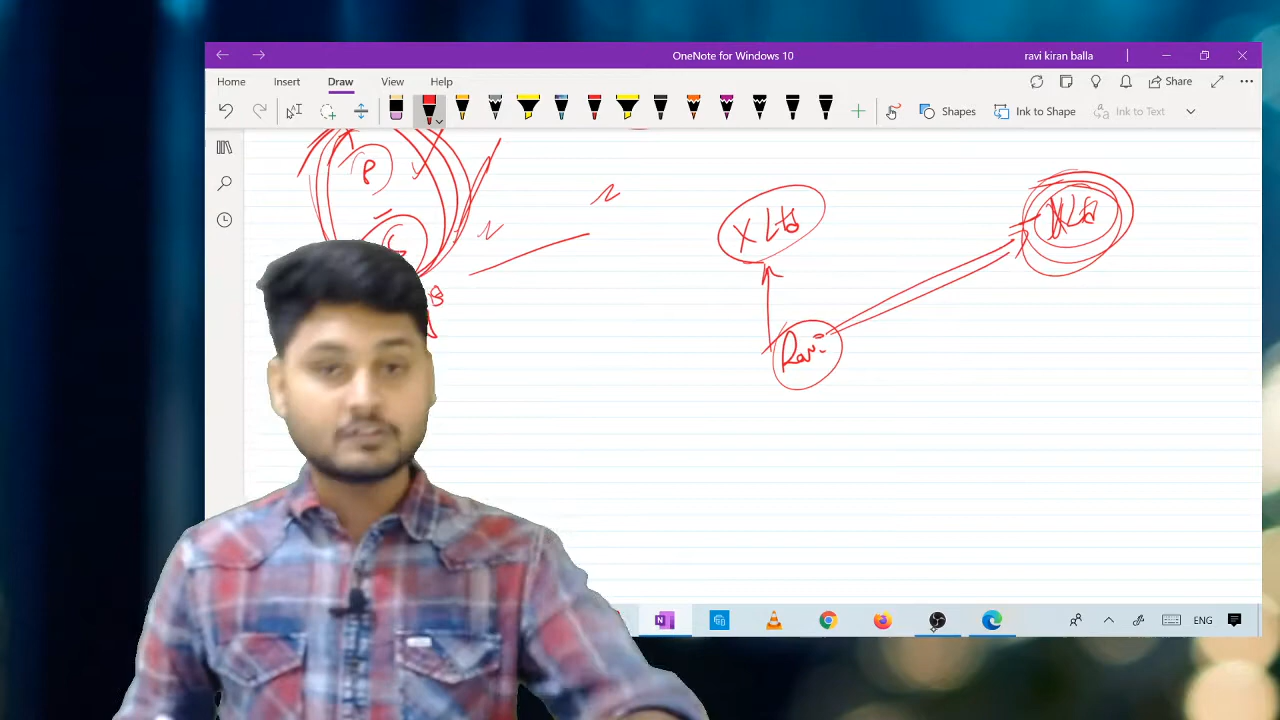 OneNote for Windows 10
ravi kiran balla
Home Insert Draw View Help
Share
Shapes
Ink to Shape
Ink to Text
P
X Ltd
Ravi
B
ENG